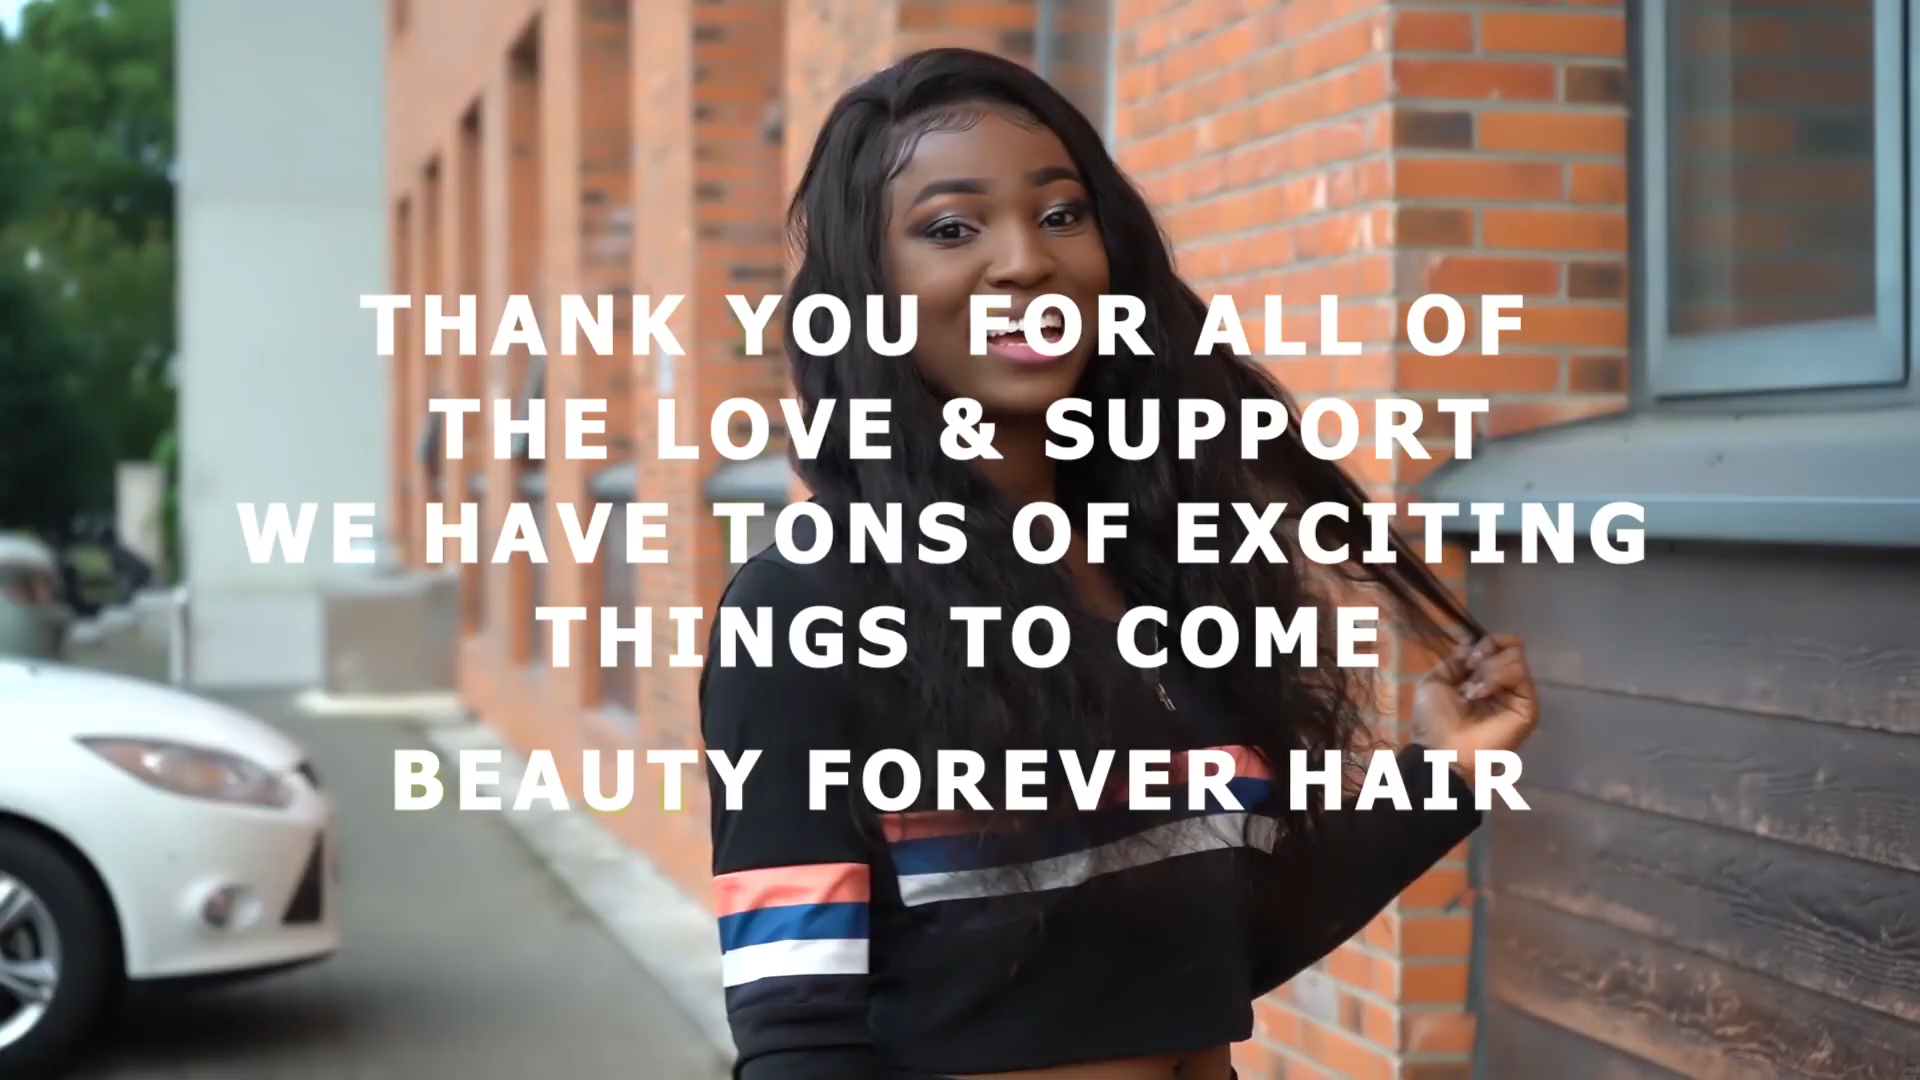 THANK YOU FOR ALL OF
THE LOVE & SUPPORT
WE HAVE TONS OF EXCITING
THINGS TO COME
BEAUTY FOREVER HAIR